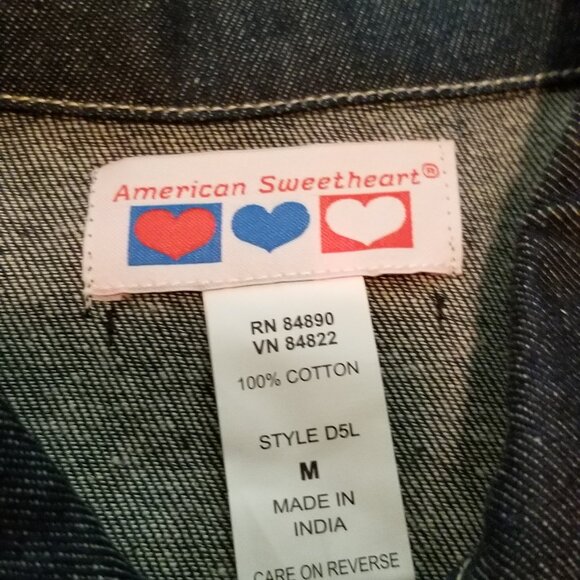 American Sweetheart®
RN 84890
VN 84822
100% COTTON
STYLE D5L
M
MADE IN
INDIA
CARE ON REVERSE